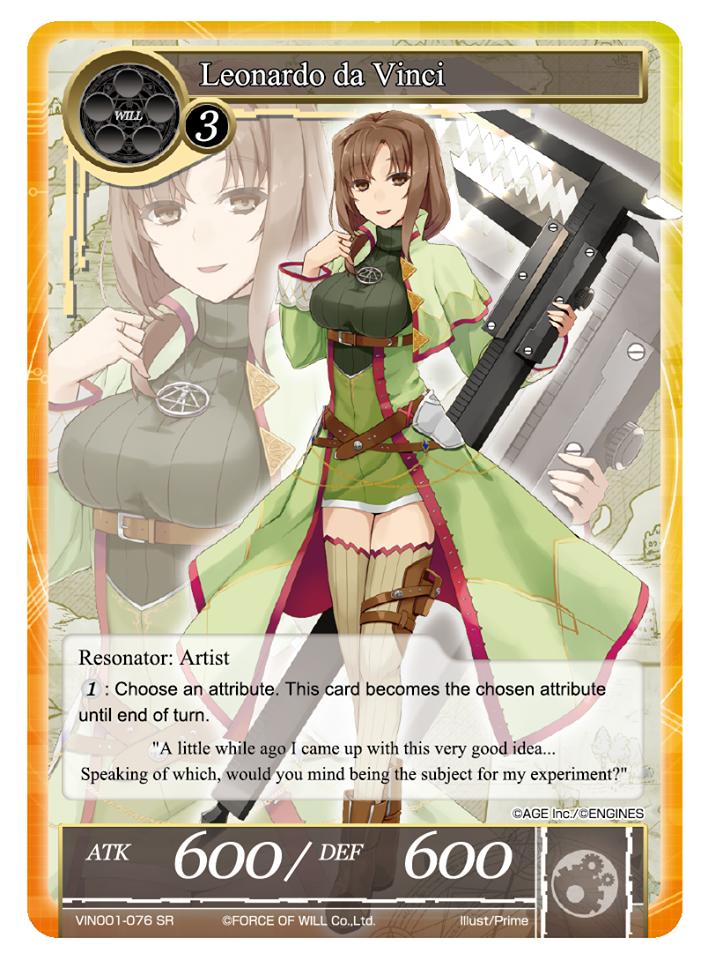 Leonardo da Vinci
WILL
3
Resonator: Artist
1 : Choose an attribute. This card becomes the chosen attribute
until end of turn.
"A little while ago I came up with this very good idea...
Speaking of which, would you mind being the subject for my experiment?"
©AGE Inc./©ENGINES
ATK 600/ DEF 600
VIN001-076 SR ©FORCE OF WILL Co.,Ltd. Illust/Prime